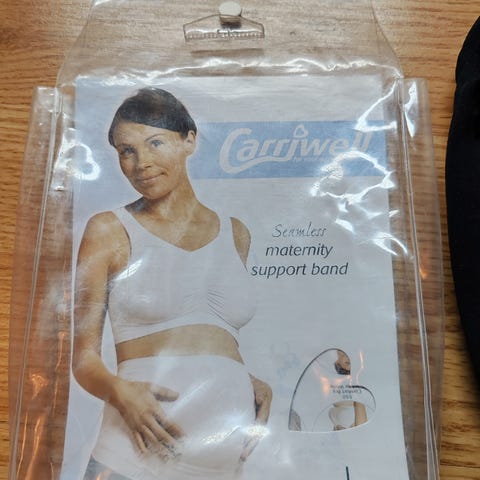 Carriwell
Seamless
maternity
support band
L